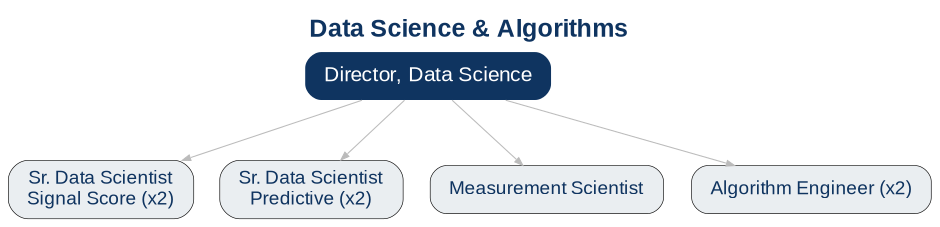 Data Science & Algorithms
Director, Data Science
Sr. Data Scientist
Signal Score (x2)
Sr. Data Scientist
Predictive (x2)
Measurement Scientist
Algorithm Engineer (x2)